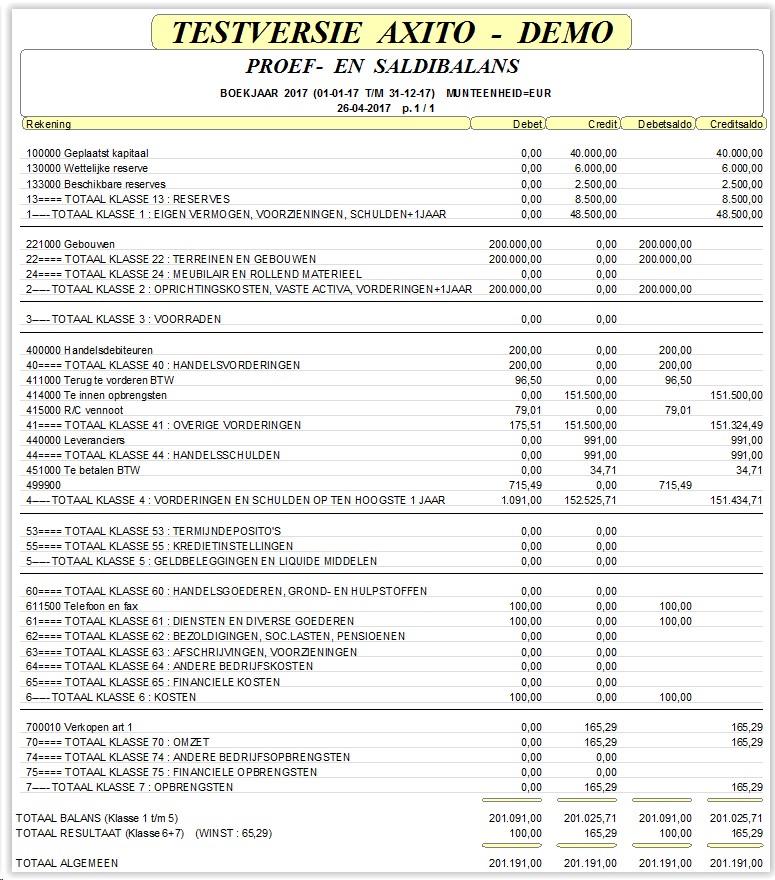 TESTVERSIE AXITO - DEMO
PROEF- EN SALDIBALANS
BOEKJAAR 2017 (01-01-17 T/M 31-12-17) MUNTEENHEID=EUR
26-04-2017 p. 1 / 1
Rekening Debet Credit Debetsaldo Creditsaldo
100000 Geplaatst kapitaal 0,00 40.000,00 40.000,00
130000 Wettelijke reserve 0,00 6.000,00 6.000,00
133000 Beschikbare reserves 0,00 2.500,00 2.500,00
13==== TOTAAL KLASSE 13 : RESERVES 0,00 8.500,00 8.500,00
1----- TOTAAL KLASSE 1 : EIGEN VERMOGEN, VOORZIENINGEN, SCHULDEN+1JAAR 0,00 48.500,00 48.500,00
221000 Gebouwen 200.000,00 0,00 200.000,00
22==== TOTAAL KLASSE 22 : TERREINEN EN GEBOUWEN 200.000,00 0,00 200.000,00
24==== TOTAAL KLASSE 24 : MEUBILAIR EN ROLLEND MATERIEEL 0,00 0,00
2----- TOTAAL KLASSE 2 : OPRICHTINGSKOSTEN, VASTE ACTIVA, VORDERINGEN+1JAAR 200.000,00 0,00 200.000,00
3----- TOTAAL KLASSE 3 : VOORRADEN 0,00 0,00
400000 Handelsdebiteuren 200,00 0,00 200,00
40==== TOTAAL KLASSE 40 : HANDELSVORDERINGEN 200,00 0,00 200,00
411000 Terug te vorderen BTW 96,50 0,00 96,50
414000 Te innen opbrengsten 0,00 151.500,00 151.500,00
415000 R/C vennoot 79,01 0,00 79,01
41==== TOTAAL KLASSE 41 : OVERIGE VORDERINGEN 175,51 151.500,00 151.324,49
440000 Leveranciers 0,00 991,00 991,00
44==== TOTAAL KLASSE 44 : HANDELSSCHULDEN 0,00 991,00 991,00
451000 Te betalen BTW 0,00 34,71 34,71
499900 715,49 0,00 715,49
4----- TOTAAL KLASSE 4 : VORDERINGEN EN SCHULDEN OP TEN HOOGSTE 1 JAAR 1.091,00 152.525,71 151.434,71
53==== TOTAAL KLASSE 53 : TERMIJNDEPOSITO'S 0,00 0,00
55==== TOTAAL KLASSE 55 : KREDIETINSTELLINGEN 0,00 0,00
5----- TOTAAL KLASSE 5 : GELDBELEGGINGEN EN LIQUIDE MIDDELEN 0,00 0,00
60==== TOTAAL KLASSE 60 : HANDELSGOEDEREN, GROND- EN HULPSTOFFEN 0,00 0,00
611500 Telefoon en fax 100,00 0,00 100,00
61==== TOTAAL KLASSE 61 : DIENSTEN EN DIVERSE GOEDEREN 100,00 0,00 100,00
62==== TOTAAL KLASSE 62 : BEZOLDIGINGEN, SOC.LASTEN, PENSIOENEN 0,00 0,00
63==== TOTAAL KLASSE 63 : AFSCHRIJVINGEN, VOORZIENINGEN 0,00 0,00
64==== TOTAAL KLASSE 64 : ANDERE BEDRIJFSKOSTEN 0,00 0,00
65==== TOTAAL KLASSE 65 : FINANCIELE KOSTEN 0,00 0,00
6----- TOTAAL KLASSE 6 : KOSTEN 100,00 0,00 100,00
700010 Verkopen art 1 0,00 165,29 165,29
70==== TOTAAL KLASSE 70 : OMZET 0,00 165,29 165,29
74==== TOTAAL KLASSE 74 : ANDERE BEDRIJFSOPBRENGSTEN 0,00 0,00
75==== TOTAAL KLASSE 75 : FINANCIELE OPBRENGSTEN 0,00 0,00
7----- TOTAAL KLASSE 7 : OPBRENGSTEN 0,00 165,29 165,29
TOTAAL BALANS (Klasse 1 t/m 5) 201.091,00 201.025,71 201.091,00 201.025,71
TOTAAL RESULTAAT (Klasse 6+7) (WINST : 65,29) 100,00 165,29 100,00 165,29
TOTAAL ALGEMEEN 201.191,00 201.191,00 201.191,00 201.191,00